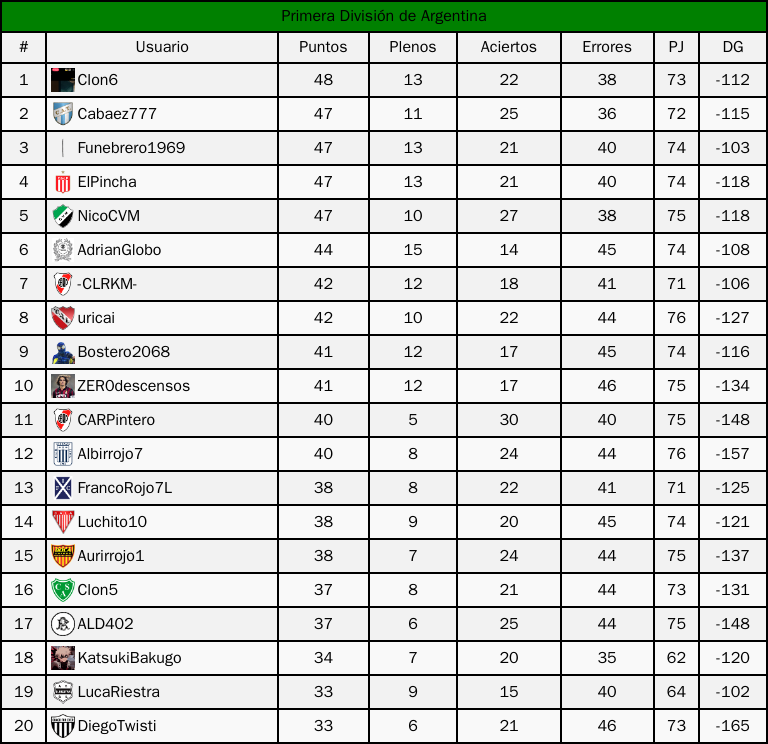 Primera División de Argentina
# Usuario Puntos Plenos Aciertos Errores PJ DG
1 Clon6 48 13 22 38 73 -112
2 Cabaez777 47 11 25 36 72 -115
3 Funebrero1969 47 13 21 40 74 -103
4 ElPincha 47 13 21 40 74 -118
5 NicoCVM 47 10 27 38 75 -118
6 AdrianGlobo 44 15 14 45 74 -108
7 -CLRKM- 42 12 18 41 71 -106
8 uricai 42 10 22 44 76 -127
9 Bostero2068 41 12 17 45 74 -116
10 ZER0descensos 41 12 17 46 75 -134
11 CARPintero 40 5 30 40 75 -148
12 Albirrojo7 40 8 24 44 76 -157
13 FrancoRojo7L 38 8 22 41 71 -125
14 Luchito10 38 9 20 45 74 -121
15 Aurirrojo1 38 7 24 44 75 -137
16 Clon5 37 8 21 44 73 -131
17 ALD402 37 6 25 44 75 -148
18 KatsukiBakugo 34 7 20 35 62 -120
19 LucaRiestra 33 9 15 40 64 -102
20 DiegoTwisti 33 6 21 46 73 -165